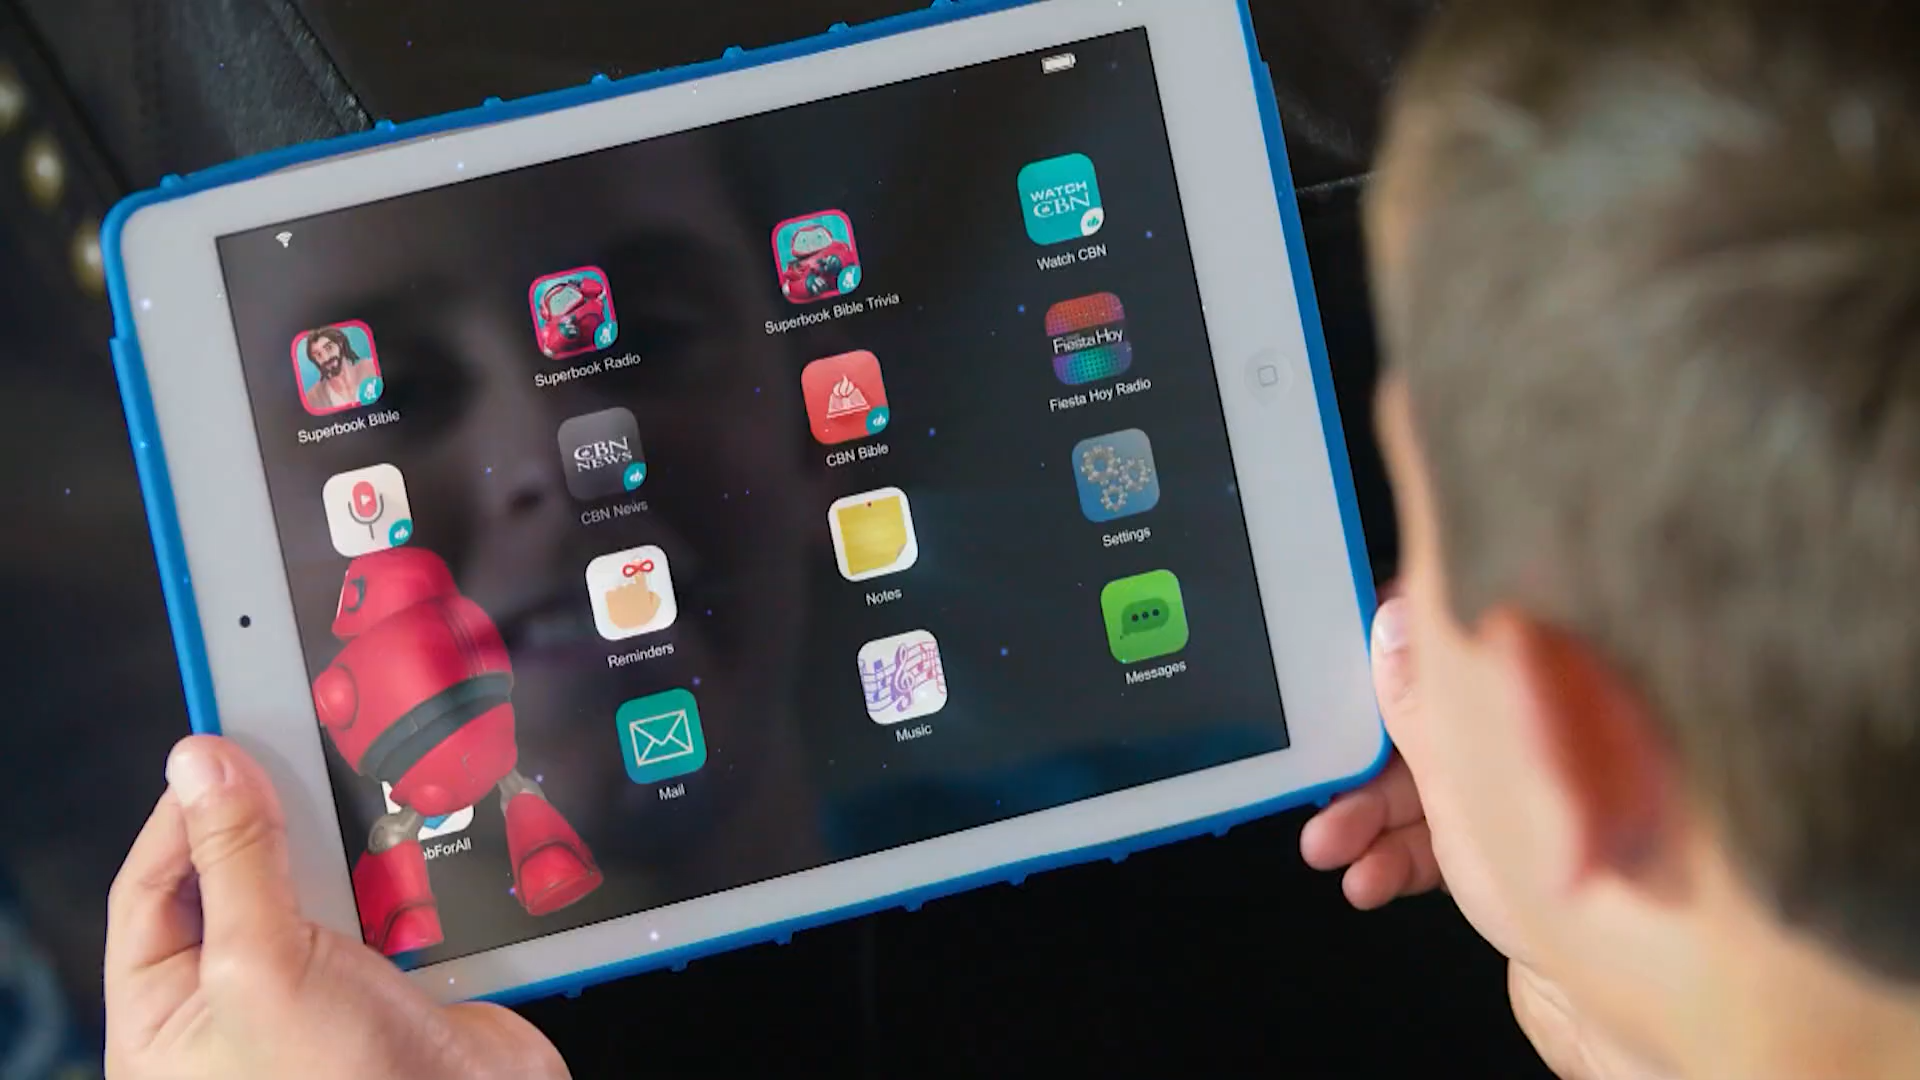 WATCH
CBN
Watch CBN
Superbook Bible Trivia
Superbook Radio
Superbook Bible
Fiesta Hoy
Fiesta Hoy Radio
CBN Bible
CBN
NEWS
CBN News
Settings
Notes
Reminders
Messages
Music
Mail
bForAll